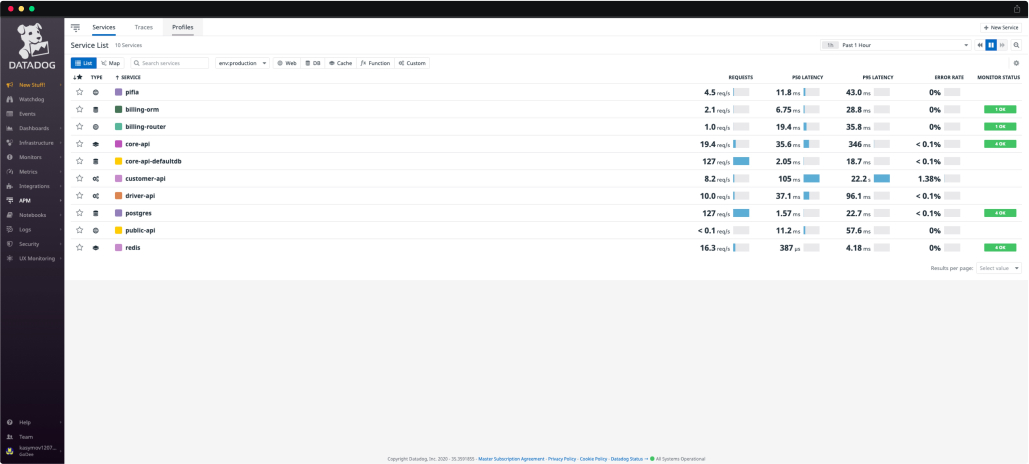 Services Traces Profiles + New Service
Service List 10 Services 1h Past 1 Hour
DATADOG
List Map Search services env:production Web DB Cache Function Custom
TYPE ↑ SERVICE REQUESTS P50 LATENCY P95 LATENCY ERROR RATE MONITOR STATUS
New Stuff!
pifia 4.5 req/s 11.8 ms 43.0 ms 0%
Watchdog
billing-orm 2.1 req/s 6.75 ms 28.8 ms 0% 1 OK
Events
billing-router 1.0 req/s 19.4 ms 35.8 ms 0% 1 OK
Dashboards
core-api 19.4 req/s 35.6 ms 346 ms < 0.1% 4 OK
Infrastructure
Monitors
core-api-defaultdb 127 req/s 2.05 ms 18.7 ms < 0.1%
Metrics
customer-api 8.2 req/s 105 ms 22.2 s 1.38%
Integrations
driver-api 10.0 req/s 37.1 ms 96.1 ms < 0.1%
APM
postgres 127 req/s 1.57 ms 22.7 ms < 0.1% 4 OK
Notebooks
Logs
public-api < 0.1 req/s 11.2 ms 57.6 ms 0%
Security
redis 16.3 req/s 387 µs 4.18 ms 0% 4 OK
UX Monitoring
Results per page: Select value
Help
Team
kasymov1207...
GoDee
Copyright Datadog, Inc. 2020 - 35.3591855 - Master Subscription Agreement - Privacy Policy - Cookie Policy - Datadog Status → All Systems Operational